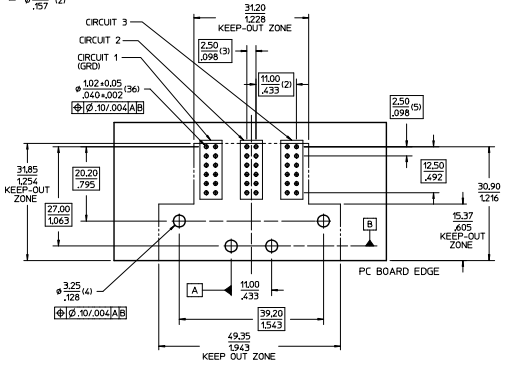 .157 (2)
31.20
1.228
KEEP-OUT ZONE
CIRCUIT 3
CIRCUIT 2
CIRCUIT 1
(GRD)
2.50 (3)
.098
11.00 (2)
.433
ø 1.02±0.05 (36)
.040±.002
⌖ Ø.10/.004 A B
2.50 (5)
.098
31.85
1.254
KEEP-OUT
ZONE
20.20
.795
27.00
1.063
12.50
.492
30.90
1.216
15.37
.605
KEEP-OUT
ZONE
B
PC BOARD EDGE
ø 3.25 (4)
.128
⌖ Ø.10/.004 A B
A
11.00
.433
39.20
1.543
49.35
1.943
KEEP OUT ZONE